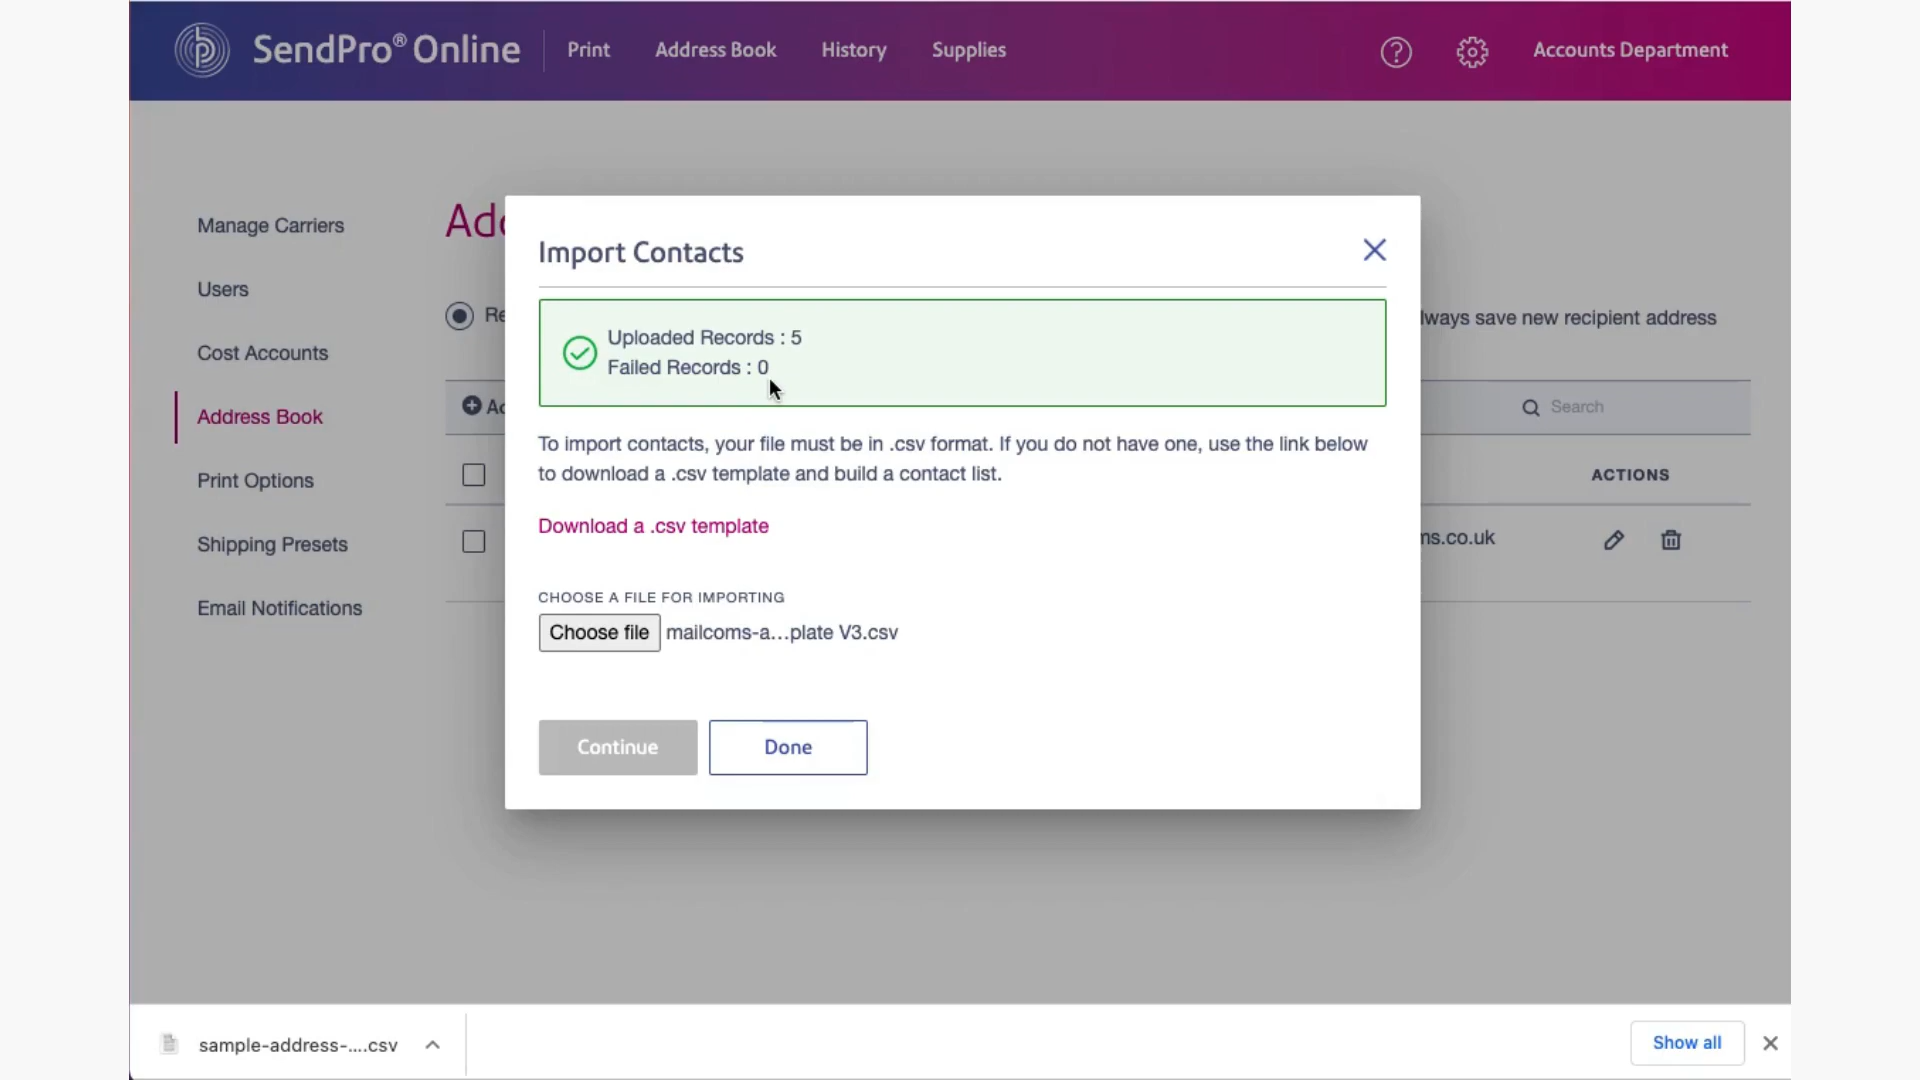 SendPro® Online
Print
Address Book
History
Supplies
Accounts Department
Manage Carriers
Users
Cost Accounts
Address Book
Print Options
Shipping Presets
Email Notifications
Import Contacts
Uploaded Records : 5
Failed Records : 0
To import contacts, your file must be in .csv format. If you do not have one, use the link below
to download a .csv template and build a contact list.
Download a .csv template
CHOOSE A FILE FOR IMPORTING
Choose file mailcoms-a...plate V3.csv
Continue
Done
lways save new recipient address
Search
ACTIONS
ms.co.uk
sample-address-....csv
Show all